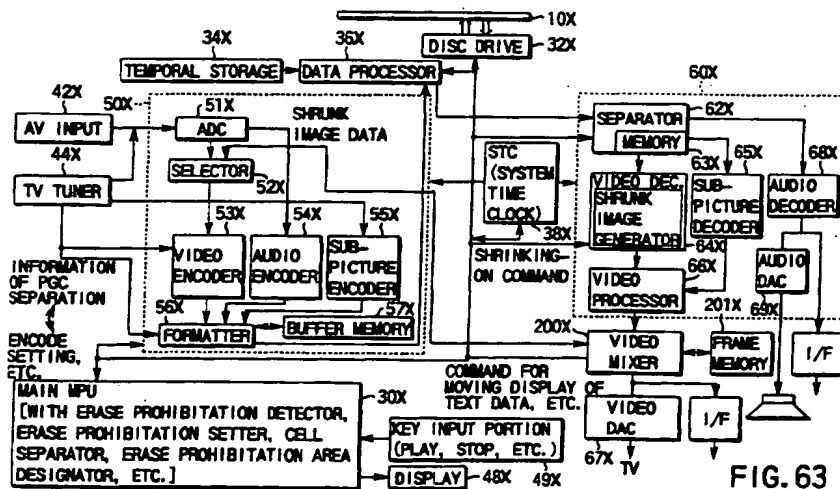 10X
34X
36X
DISC DRIVE
32X
TEMPORAL STORAGE
DATA PROCESSOR
60X
42X
50X
51X
SHRUNK
IMAGE DATA
AV INPUT
ADC
44X
SELECTOR
52X
TV TUNER
53X
54X
55X
VIDEO
ENCODER
AUDIO
ENCODER
SUB-
PICTURE
ENCODER
INFORMATION
OF PGC
SEPARATION
56X
57X
FORMATTER
BUFFER MEMORY
ENCODE
SETTING,
ETC.
STC
(SYSTEM
TIME
CLOCK)
38X
SHRINKING-
ON COMMAND
SEPARATOR
MEMORY
62X
63X
65X
68X
VIDEO DEC.
SHRUNK
IMAGE
GENERATOR
64X
SUB-
PICTURE
DECODER
AUDIO
DECODER
AUDIO
DAC
69X
VIDEO
PROCESSOR
66X
200X
201X
VIDEO
MIXER
FRAME
MEMORY
I/F
COMMAND FOR
MOVING DISPLAY OF
TEXT DATA, ETC.
VIDEO
DAC
67X
I/F
TV
MAIN MPU
[WITH ERASE PROHIBITATION DETECTOR,
ERASE PROHIBITATION SETTER, CELL
SEPARATOR, ERASE PROHIBITATION AREA
DESIGNATOR, ETC.]
30X
KEY INPUT PORTION
(PLAY, STOP, ETC.)
49X
DISPLAY
48X
FIG. 63